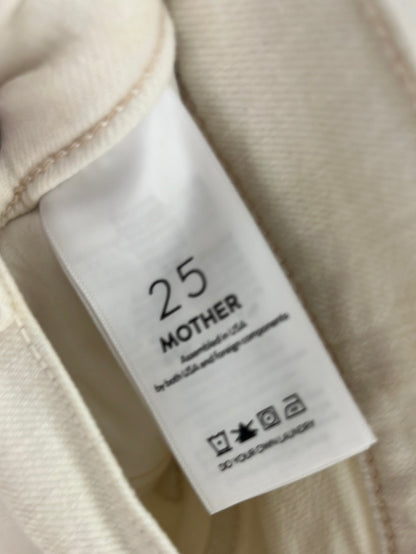 25
MOTHER
Assembled in USA
by both USA and foreign components
DO YOUR OWN LAUNDRY